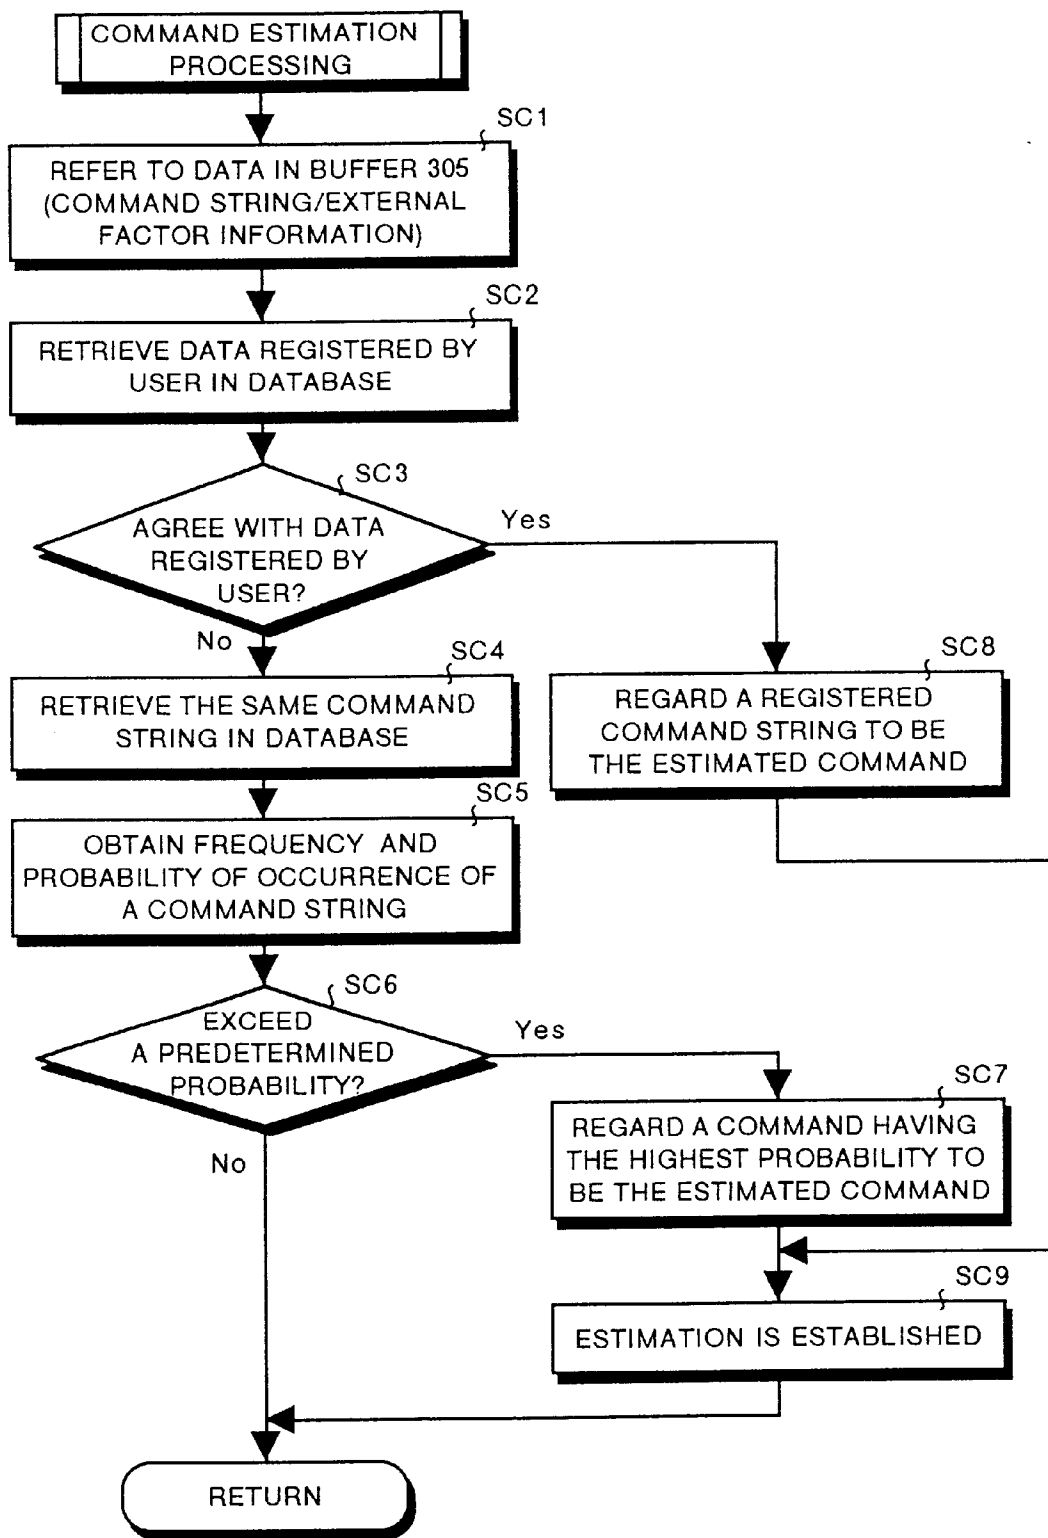 COMMAND ESTIMATION
PROCESSING
SC1
REFER TO DATA IN BUFFER 305
(COMMAND STRING/EXTERNAL
FACTOR INFORMATION)
SC2
RETRIEVE DATA REGISTERED BY
USER IN DATABASE
SC3
AGREE WITH DATA
REGISTERED BY
USER?
Yes
No
SC4
RETRIEVE THE SAME COMMAND
STRING IN DATABASE
SC8
REGARD A REGISTERED
COMMAND STRING TO BE
THE ESTIMATED COMMAND
SC5
OBTAIN FREQUENCY AND
PROBABILITY OF OCCURRENCE OF
A COMMAND STRING
SC6
EXCEED
A PREDETERMINED
PROBABILITY?
Yes
No
SC7
REGARD A COMMAND HAVING
THE HIGHEST PROBABILITY TO
BE THE ESTIMATED COMMAND
SC9
ESTIMATION IS ESTABLISHED
RETURN